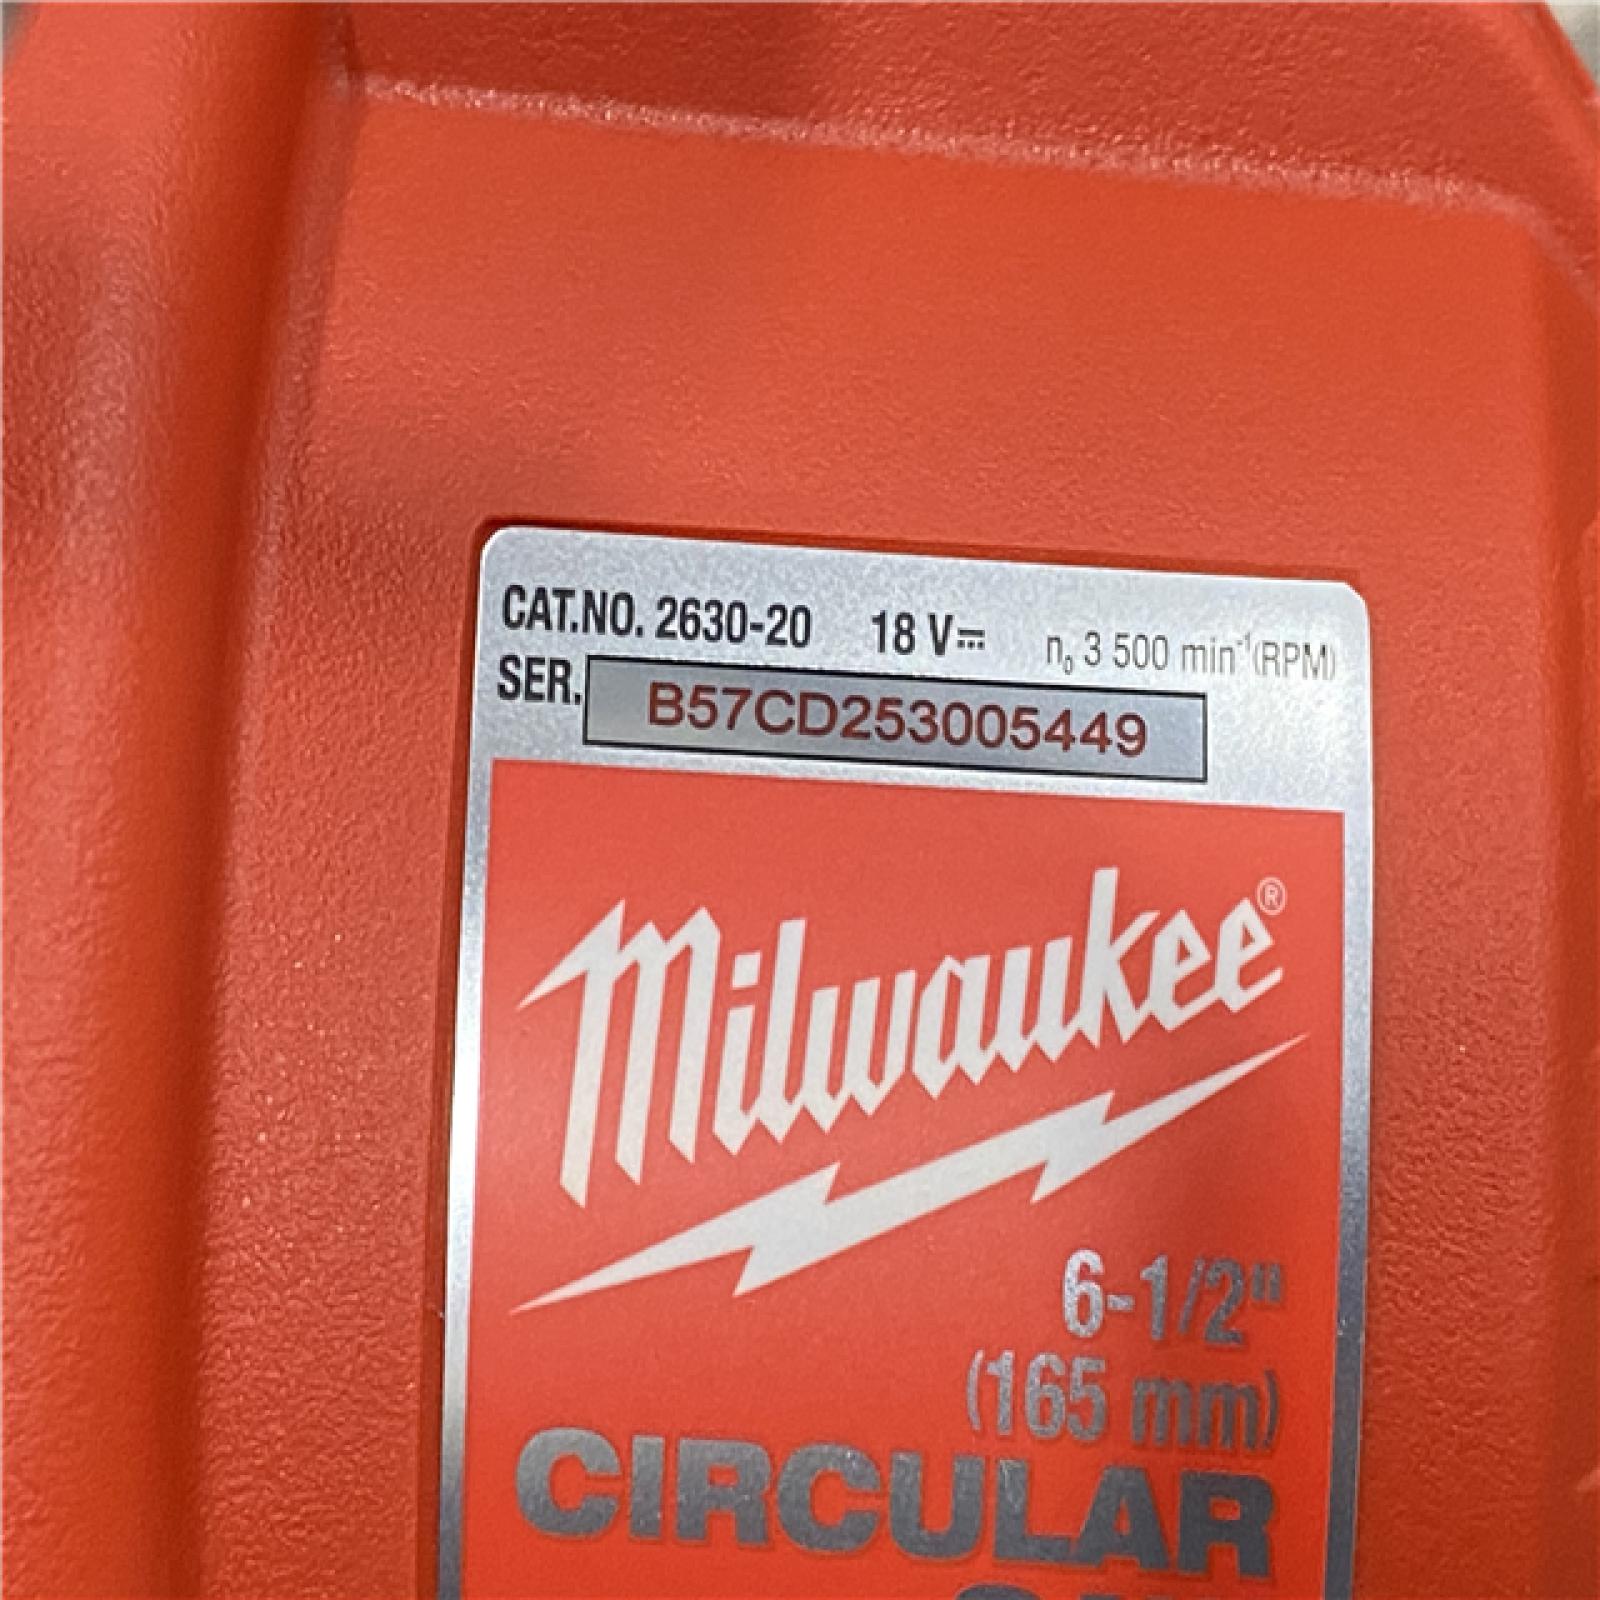 CAT.NO. 2630-20 18 V⎓ n₀ 3 500 min⁻¹(RPM)
SER. B57CD253005449
Milwaukee®
6-1/2"
(165 mm)
CIRCULAR